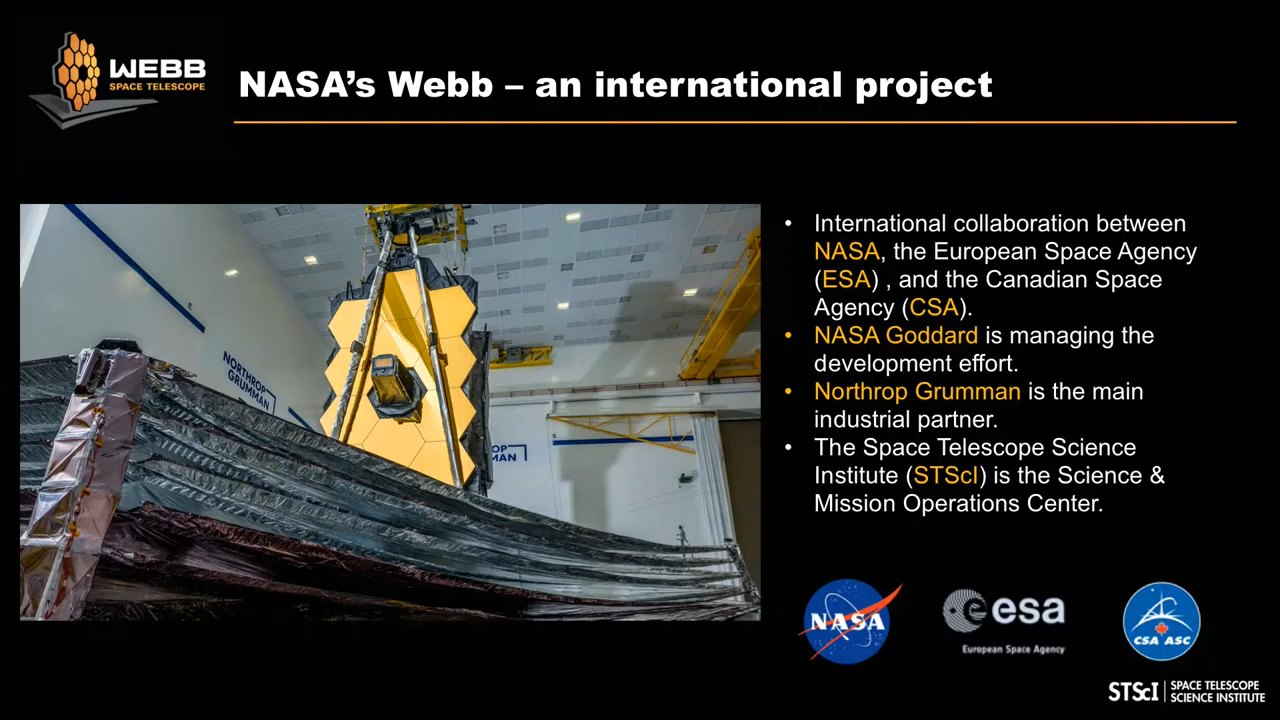 WEBB
SPACE TELESCOPE
NASA's Webb – an international project
NORTHROP
GRUMMAN
OP
MAN
• International collaboration between
NASA, the European Space Agency
(ESA) , and the Canadian Space
Agency (CSA).
• NASA Goddard is managing the
development effort.
• Northrop Grumman is the main
industrial partner.
• The Space Telescope Science
Institute (STScI) is the Science &
Mission Operations Center.
NASA
esa
European Space Agency
CSA ASC
STScI | SPACE TELESCOPE
SCIENCE INSTITUTE